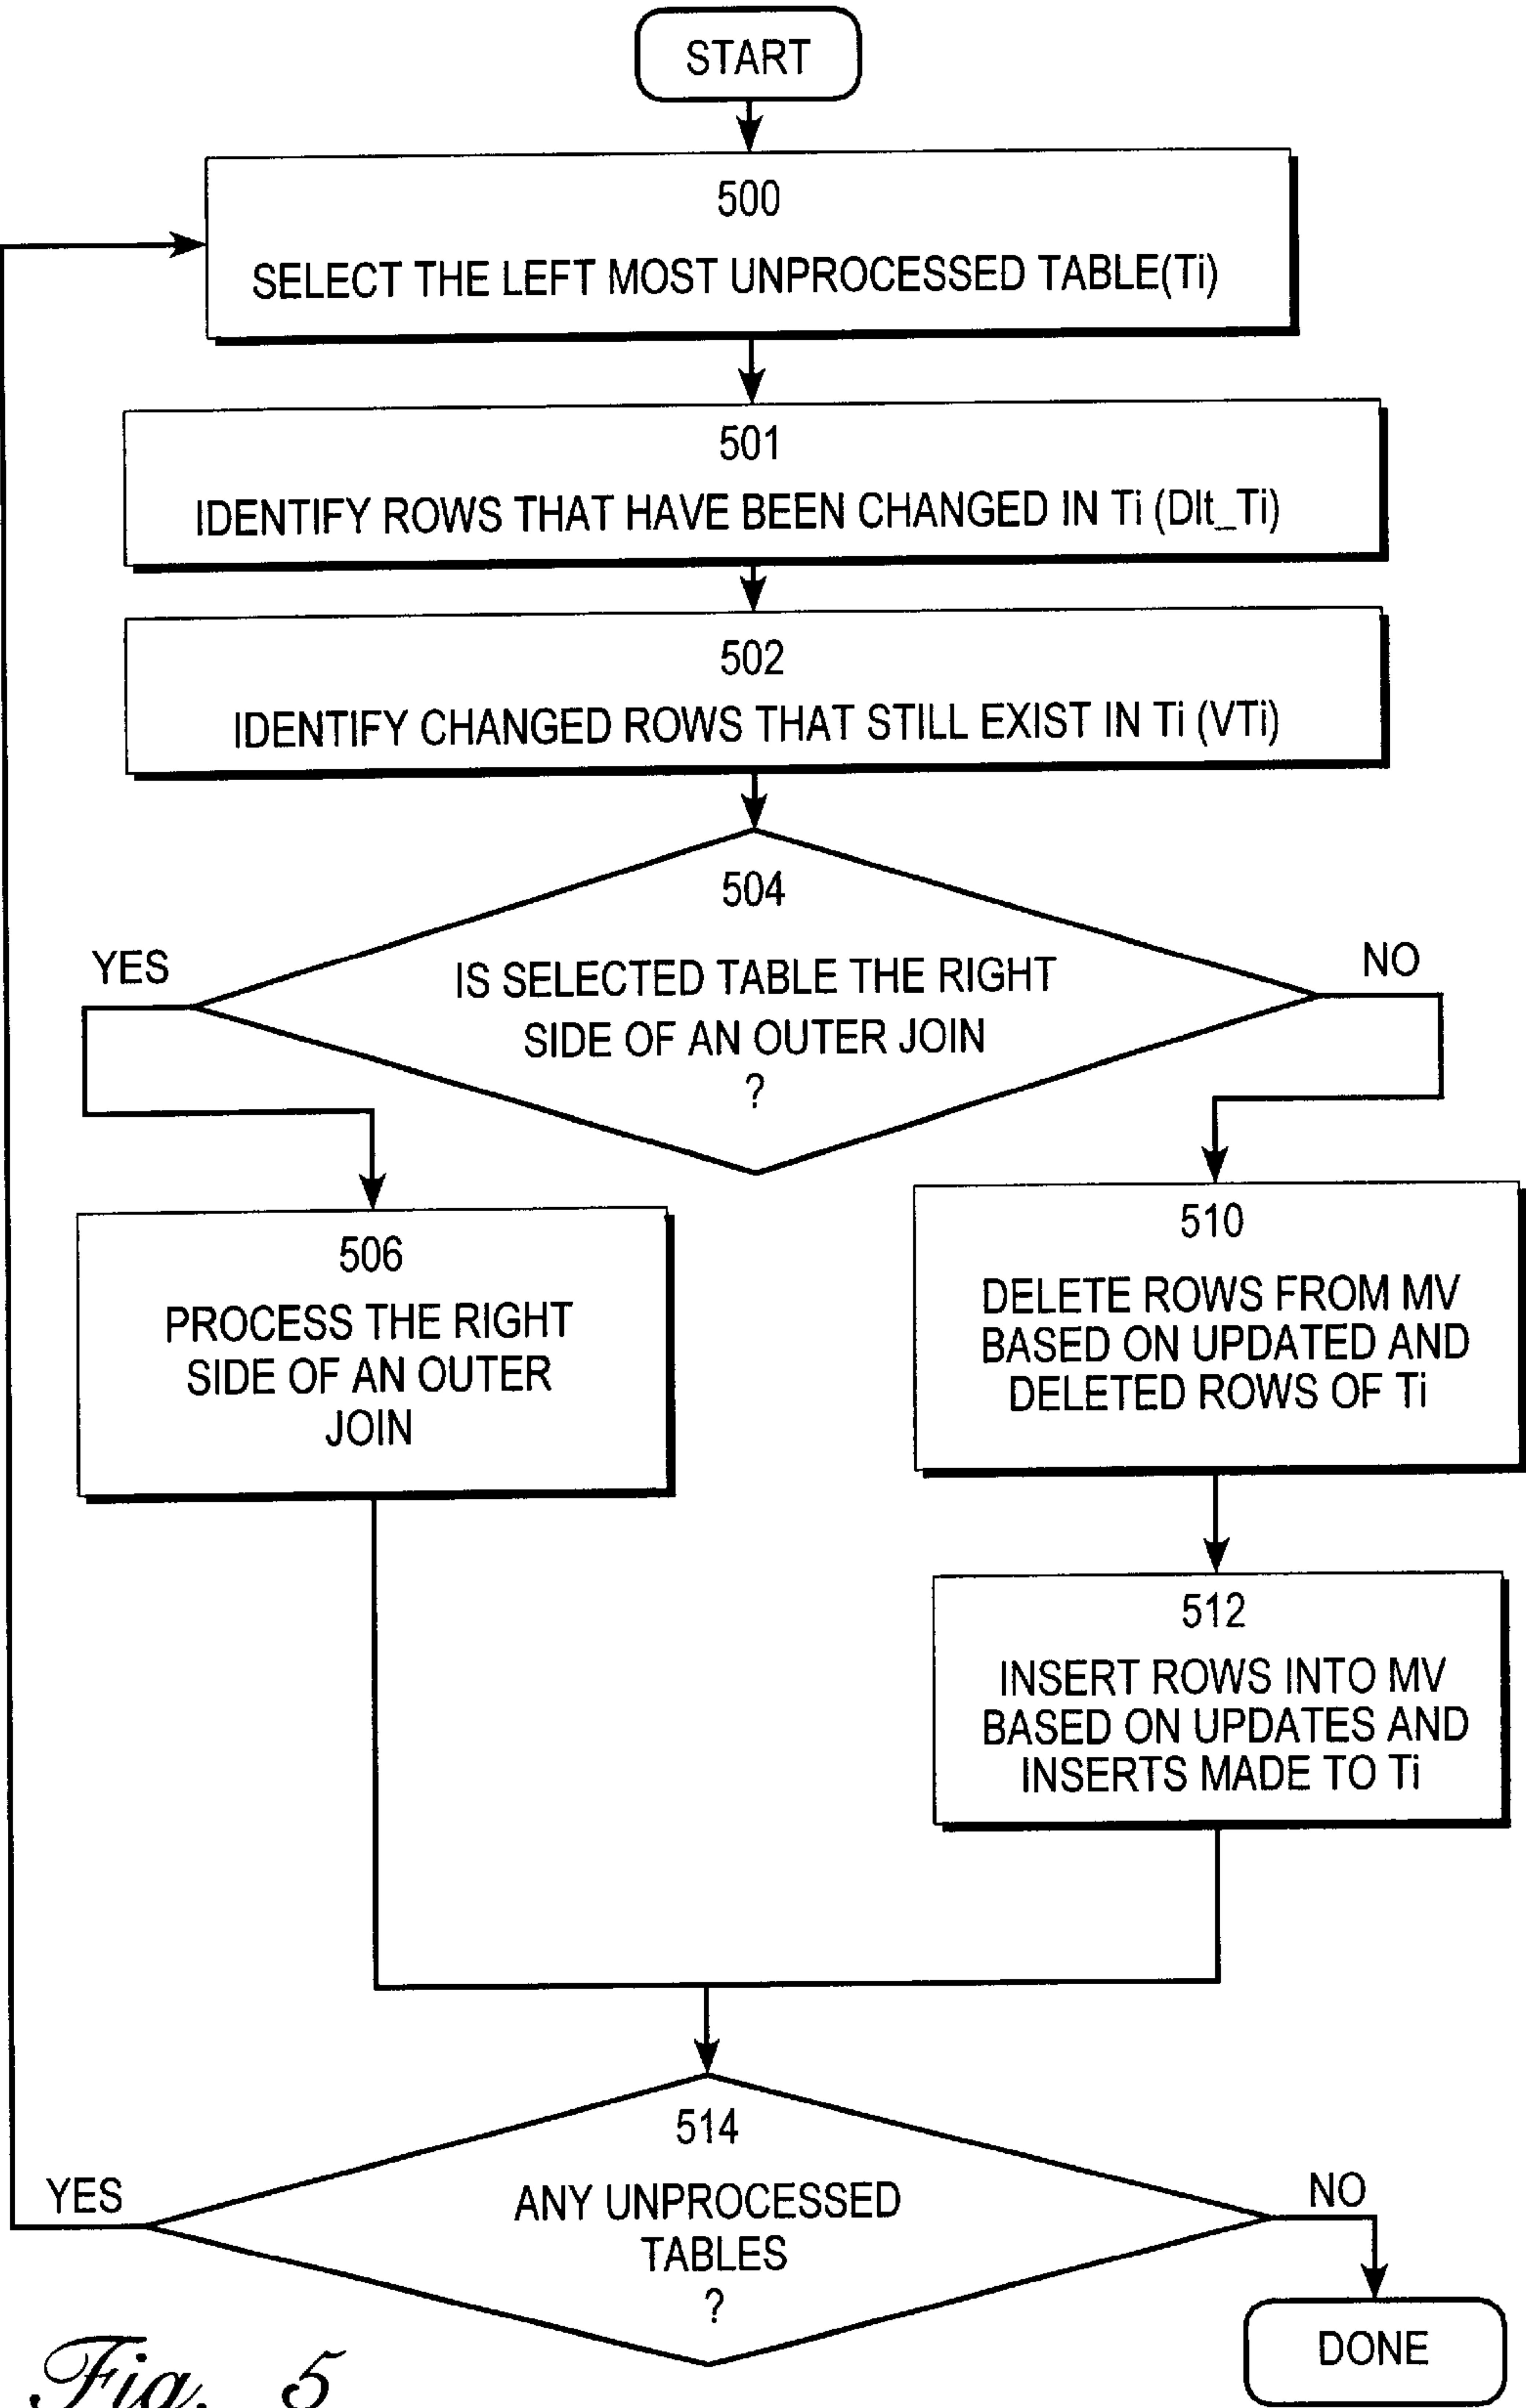 START
500
SELECT THE LEFT MOST UNPROCESSED TABLE(Ti)
501
IDENTIFY ROWS THAT HAVE BEEN CHANGED IN Ti (Dlt_Ti)
502
IDENTIFY CHANGED ROWS THAT STILL EXIST IN Ti (VTi)
504
IS SELECTED TABLE THE RIGHT
SIDE OF AN OUTER JOIN
?
YES
NO
506
PROCESS THE RIGHT
SIDE OF AN OUTER
JOIN
510
DELETE ROWS FROM MV
BASED ON UPDATED AND
DELETED ROWS OF Ti
512
INSERT ROWS INTO MV
BASED ON UPDATES AND
INSERTS MADE TO Ti
514
ANY UNPROCESSED
TABLES
?
YES
NO
DONE
Fig. 5